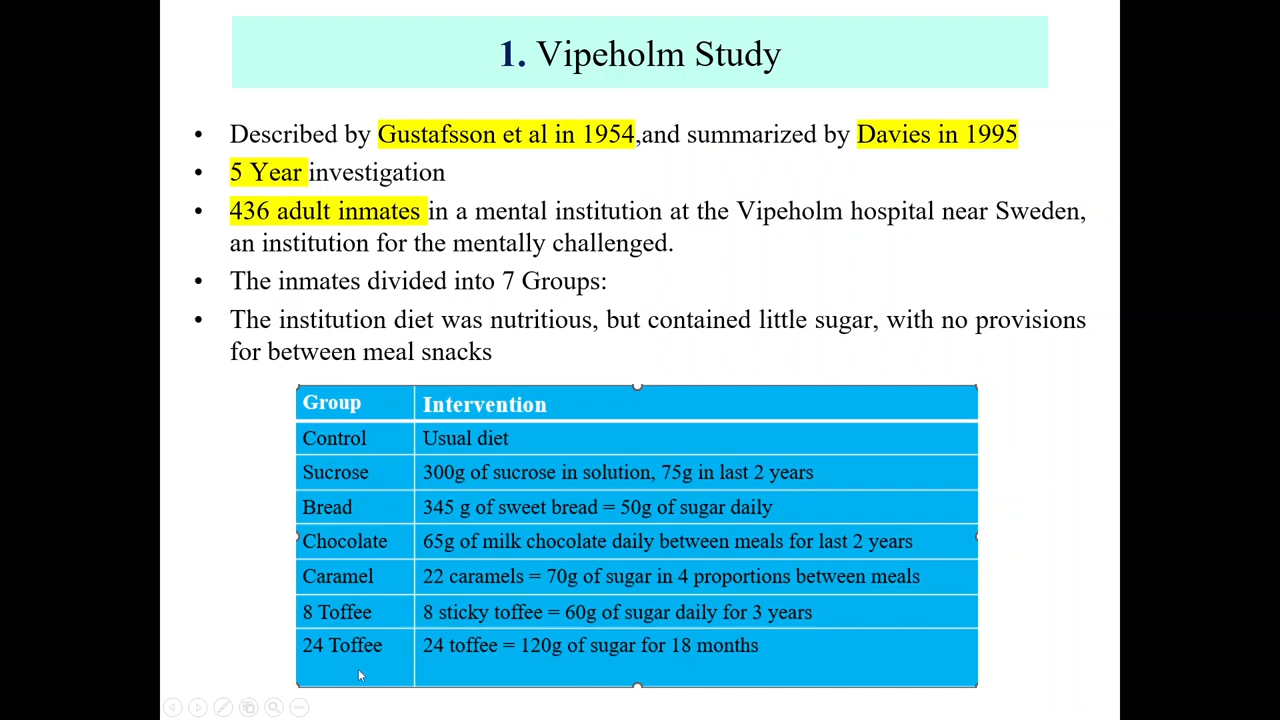 1. Vipeholm Study
• Described by Gustafsson et al in 1954,and summarized by Davies in 1995
• 5 Year investigation
• 436 adult inmates in a mental institution at the Vipeholm hospital near Sweden,
an institution for the mentally challenged.
• The inmates divided into 7 Groups:
• The institution diet was nutritious, but contained little sugar, with no provisions
for between meal snacks
Group Intervention
Control Usual diet
Sucrose 300g of sucrose in solution, 75g in last 2 years
Bread 345 g of sweet bread = 50g of sugar daily
Chocolate 65g of milk chocolate daily between meals for last 2 years
Caramel 22 caramels = 70g of sugar in 4 proportions between meals
8 Toffee 8 sticky toffee = 60g of sugar daily for 3 years
24 Toffee 24 toffee = 120g of sugar for 18 months